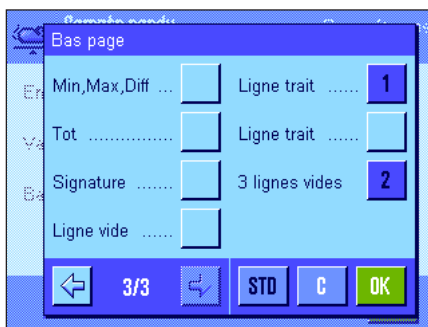 Bas page
Min,Max,Diff ...
Ligne trait ...... 1
Tot ................
Ligne trait ......
Signature .......
3 lignes vides 2
Ligne vide ......
3/3 STD C OK